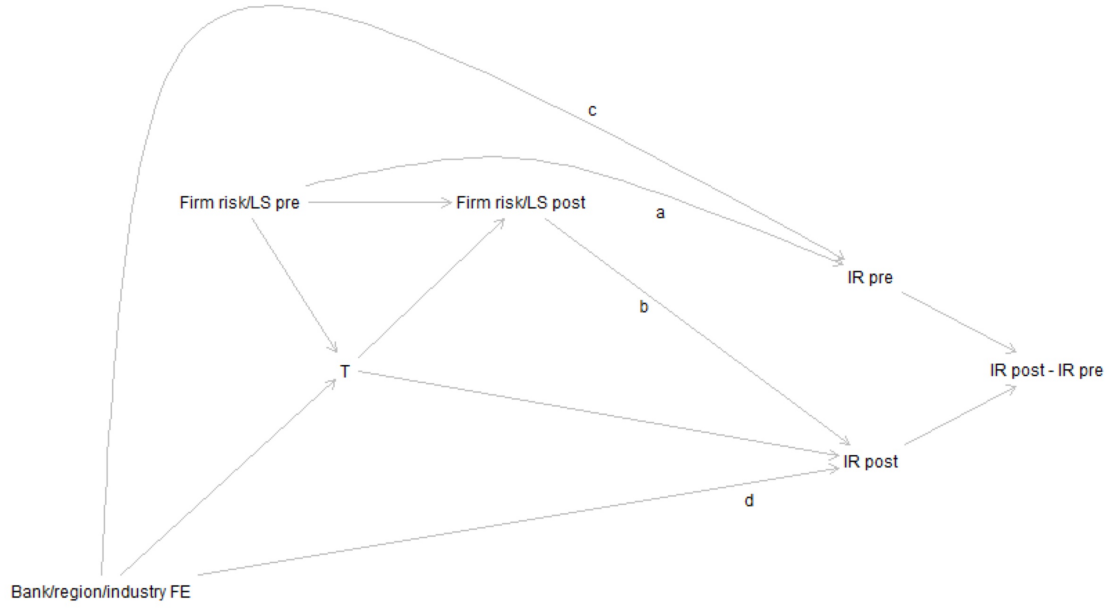 c
Firm risk/LS pre
Firm risk/LS post
a
IR pre
b
T
IR post - IR pre
IR post
d
Bank/region/industry FE